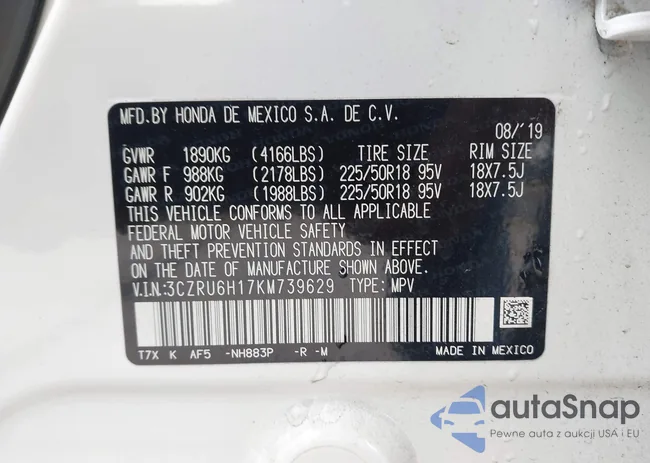 MFD.BY HONDA DE MEXICO S.A. DE C.V.
08/'19
GVWR 1890KG (4166LBS) TIRE SIZE RIM SIZE
GAWR F 988KG (2178LBS) 225/50R18 95V 18X7.5J
GAWR R 902KG (1988LBS) 225/50R18 95V 18X7.5J
THIS VEHICLE CONFORMS TO ALL APPLICABLE
FEDERAL MOTOR VEHICLE SAFETY
AND THEFT PREVENTION STANDARDS IN EFFECT
ON THE DATE OF MANUFACTURE SHOWN ABOVE.
V.I.N:3CZRU6H17KM739629 TYPE: MPV
T7X K AF5 -NH883P -R -M MADE IN MEXICO
autoSnap
Pewne auta z aukcji USA i EU